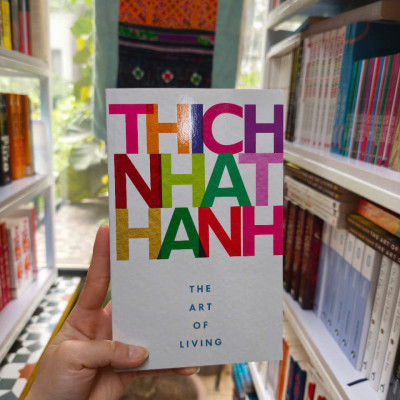 THICH
NHAT
HANH
THE
ART
OF
LIVING